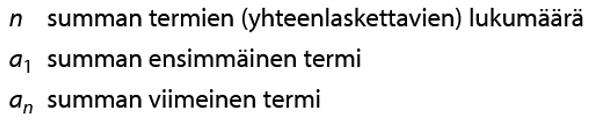 n summan termien (yhteenlaskettavien) lukumäärä
a₁ summan ensimmäinen termi
aₙ summan viimeinen termi